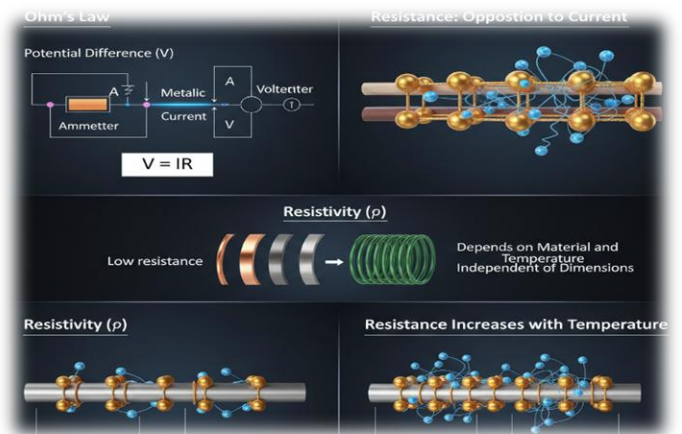 Ohm's Law
Potential Difference (V)
A
Metalic
A
Voltenter
Ammetter
Current
V
V = IR
Resistance: Oppostion to Current
Resistivity (ρ)
Low resistance
Depends on Material and
Temperature
Independent of Dimensions
Resistivity (ρ)
Resistance Increases with Temperature